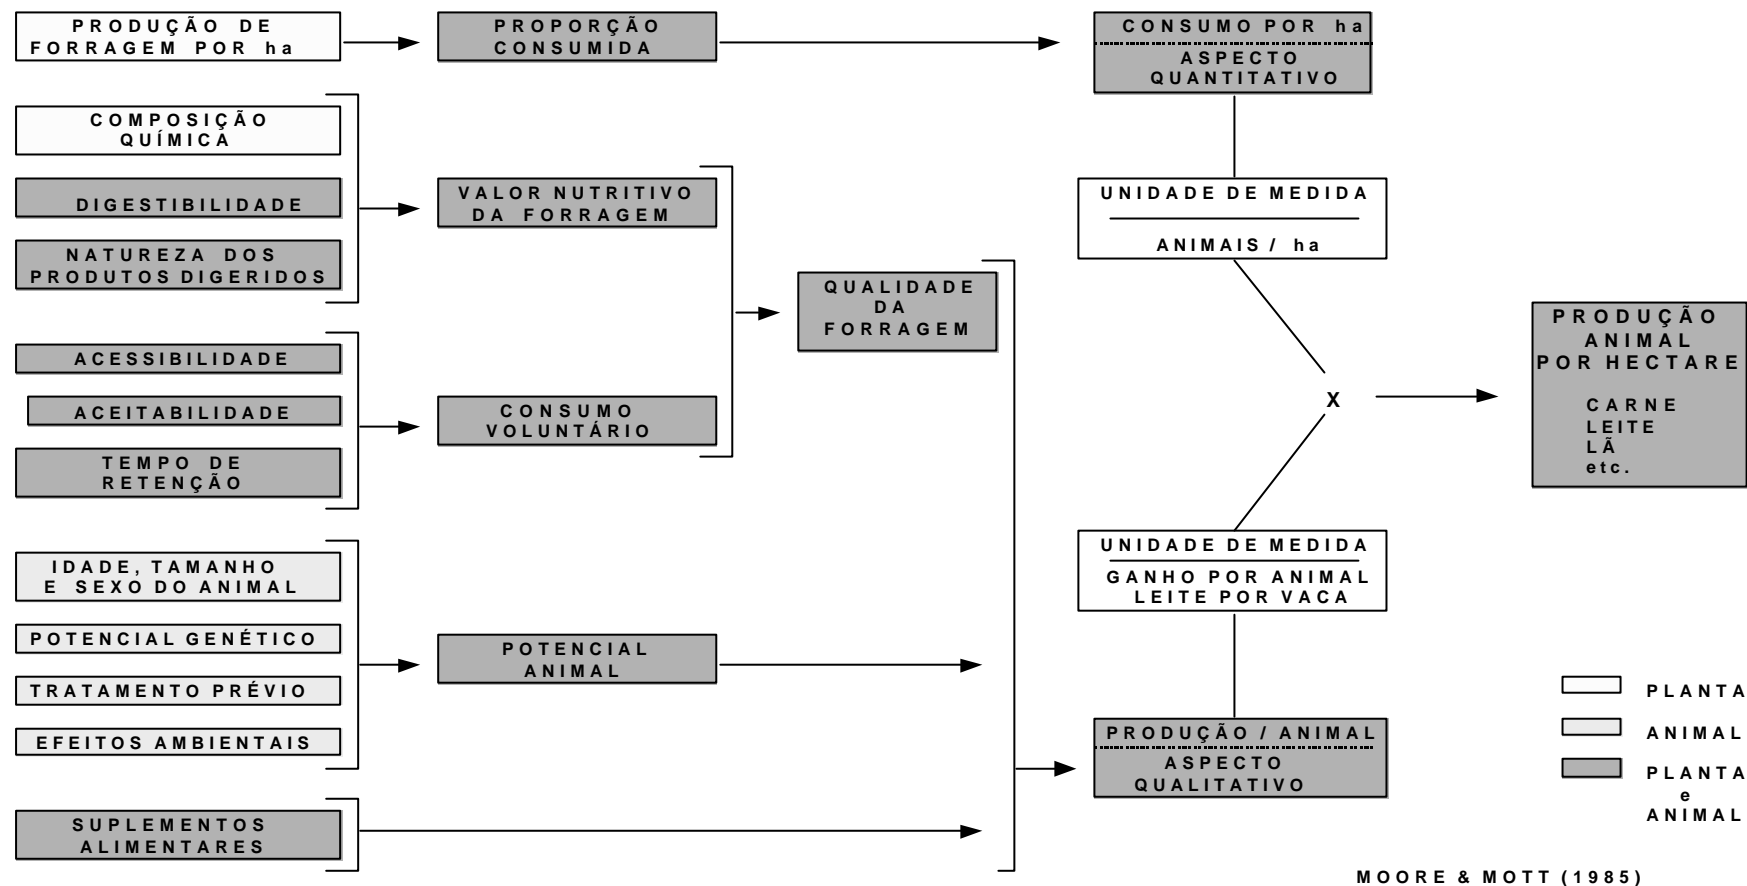 PRODUÇÃO DE
FORRAGEM POR ha
PROPORÇÃO
CONSUMIDA
CONSUMO POR ha
ASPECTO
QUANTITATIVO
COMPOSIÇÃO
QUÍMICA
DIGESTIBILIDADE
NATUREZA DOS
PRODUTOS DIGERIDOS
VALOR NUTRITIVO
DA FORRAGEM
UNIDADE DE MEDIDA
ANIMAIS / ha
QUALIDADE
DA
FORRAGEM
ACESSIBILIDADE
ACEITABILIDADE
TEMPO DE
RETENÇÃO
CONSUMO
VOLUNTÁRIO
X
PRODUÇÃO
ANIMAL
POR HECTARE
CARNE
LEITE
LÃ
etc.
IDADE, TAMANHO
E SEXO DO ANIMAL
POTENCIAL GENÉTICO
TRATAMENTO PRÉVIO
EFEITOS AMBIENTAIS
POTENCIAL
ANIMAL
UNIDADE DE MEDIDA
GANHO POR ANIMAL
LEITE POR VACA
PRODUÇÃO / ANIMAL
ASPECTO
QUALITATIVO
SUPLEMENTOS
ALIMENTARES
PLANTA
ANIMAL
PLANTA
e
ANIMAL
MOORE & MOTT (1985)